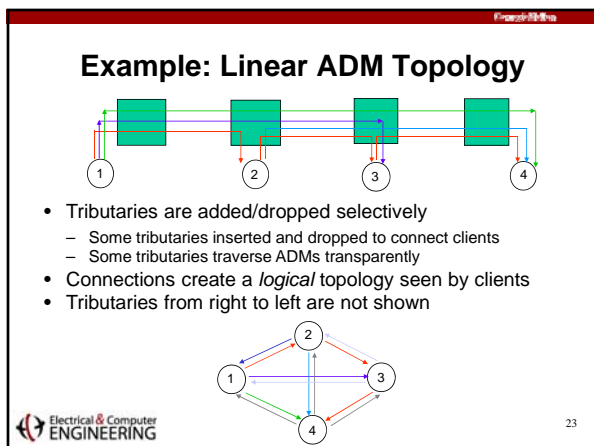 Carnegie Mellon
Example: Linear ADM Topology
1 2 3 4
• Tributaries are added/dropped selectively
– Some tributaries inserted and dropped to connect clients
– Some tributaries traverse ADMs transparently
• Connections create a logical topology seen by clients
• Tributaries from right to left are not shown
2
1 3
4
Electrical & Computer
ENGINEERING
23